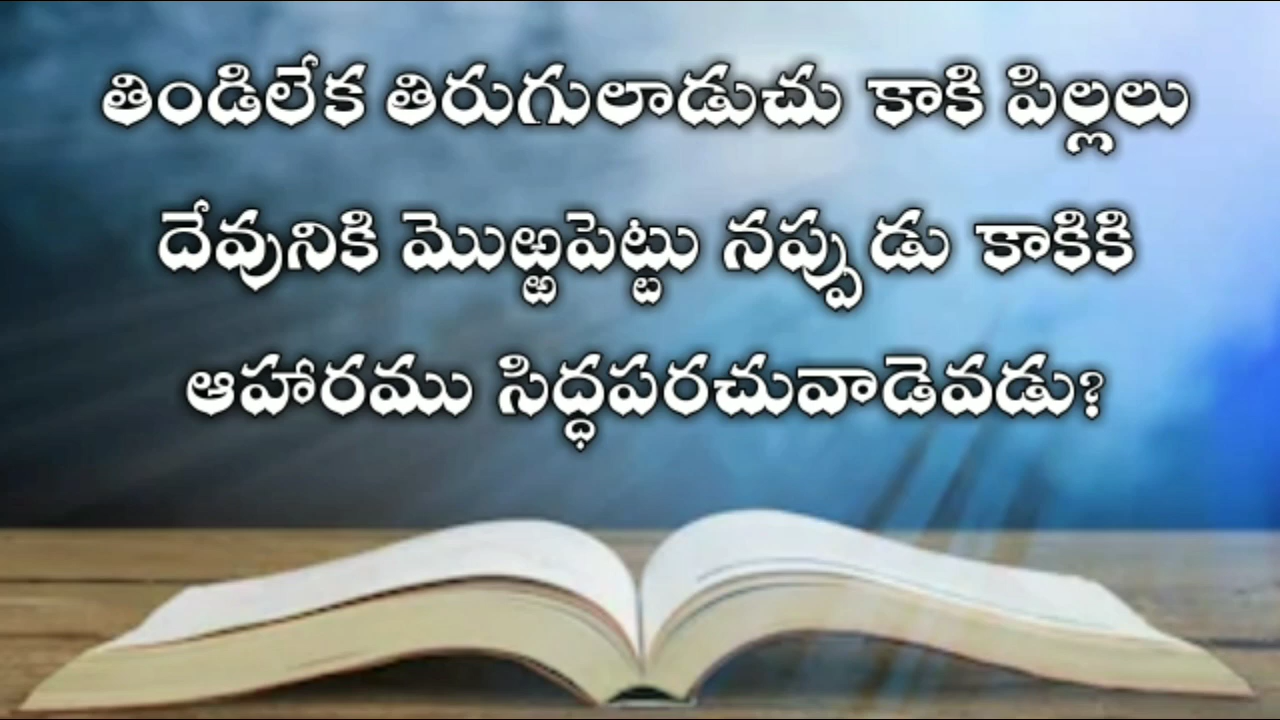 తిండిలేక తిరుగులాడుచు కాకి పిల్లలు
దేవునికి మొఱ్ఱపెట్టు నప్పుడు కాకికి
ఆహారము సిద్ధపరచువాడెవడు?